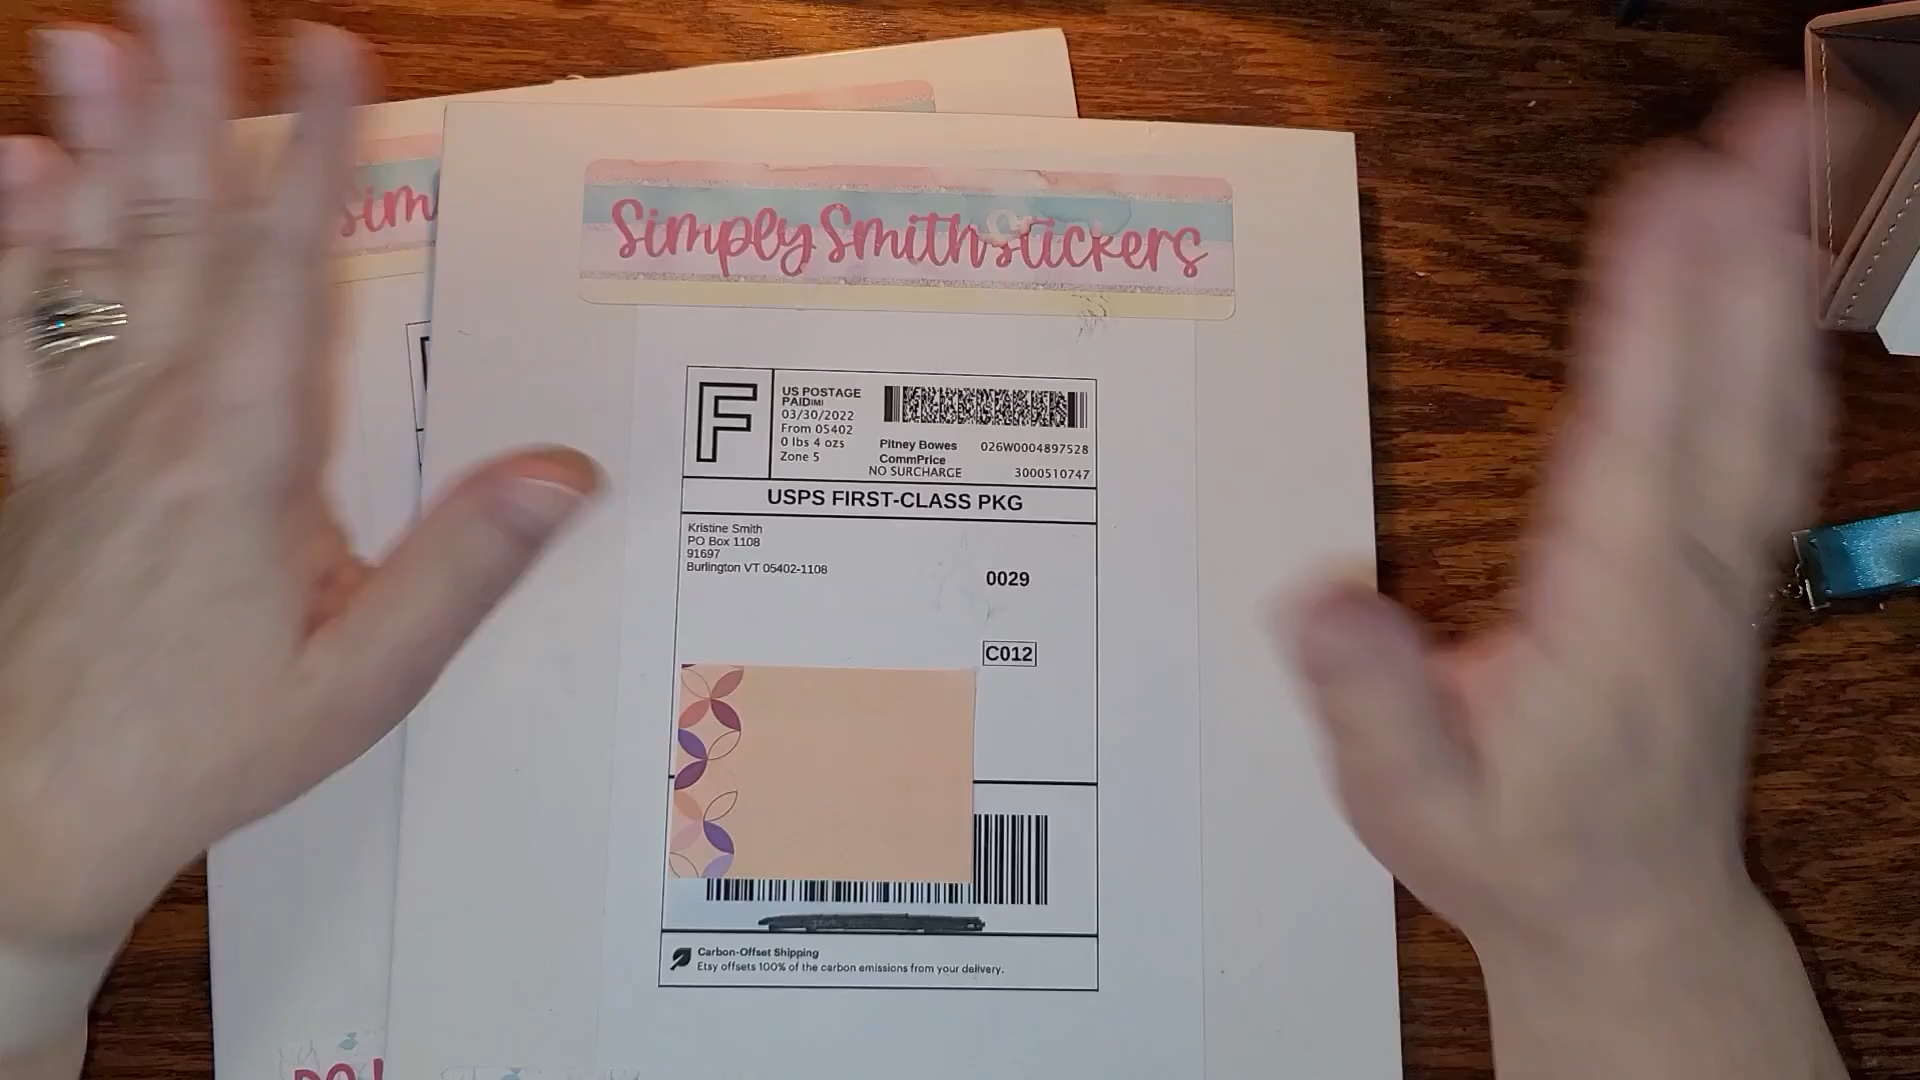 Sim
Simply Smith Stickers
F
US POSTAGE
PAID IMI
03/30/2022
From 05402
0 lbs 4 ozs
Zone 5
Pitney Bowes
CommPrice
NO SURCHARGE
026W0004897528
3000510747
USPS FIRST-CLASS PKG
Kristine Smith
PO Box 1108
91697
Burlington VT 05402-1108
0029
C012
Carbon-Offset Shipping
Etsy offsets 100% of the carbon emissions from your delivery.